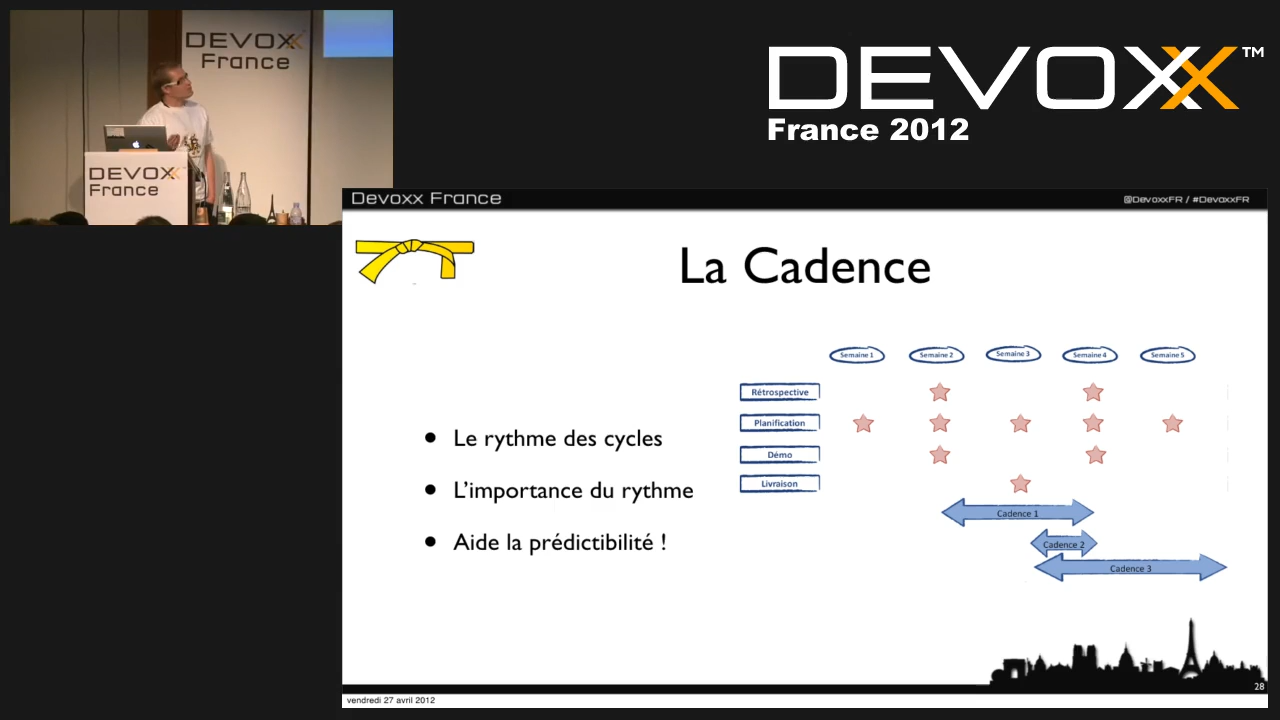 DEVOXX
France
DEVOXX
France
DEVOXX™
France 2012
Devoxx France
@DevoxxFR / #DevoxxFR
La Cadence
Le rythme des cycles
L'importance du rythme
Aide la prédictibilité !
Semaine 1 Semaine 2 Semaine 3 Semaine 4 Semaine 5
Rétrospective
Planification
Démo
Livraison
Cadence 1
Cadence 2
Cadence 3
28
vendredi 27 avril 2012